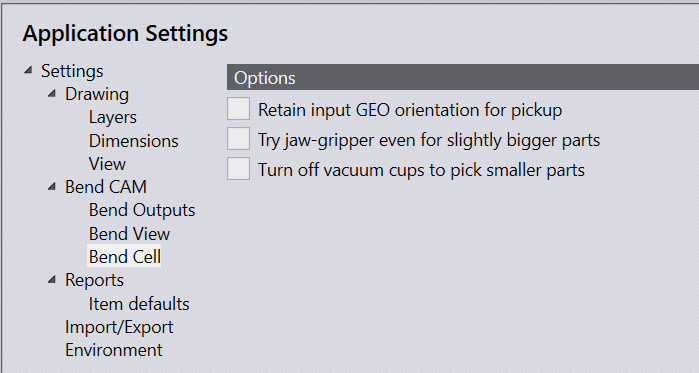 Application Settings
Settings
Drawing
Layers
Dimensions
View
Bend CAM
Bend Outputs
Bend View
Bend Cell
Reports
Item defaults
Import/Export
Environment
Options
Retain input GEO orientation for pickup
Try jaw-gripper even for slightly bigger parts
Turn off vacuum cups to pick smaller parts